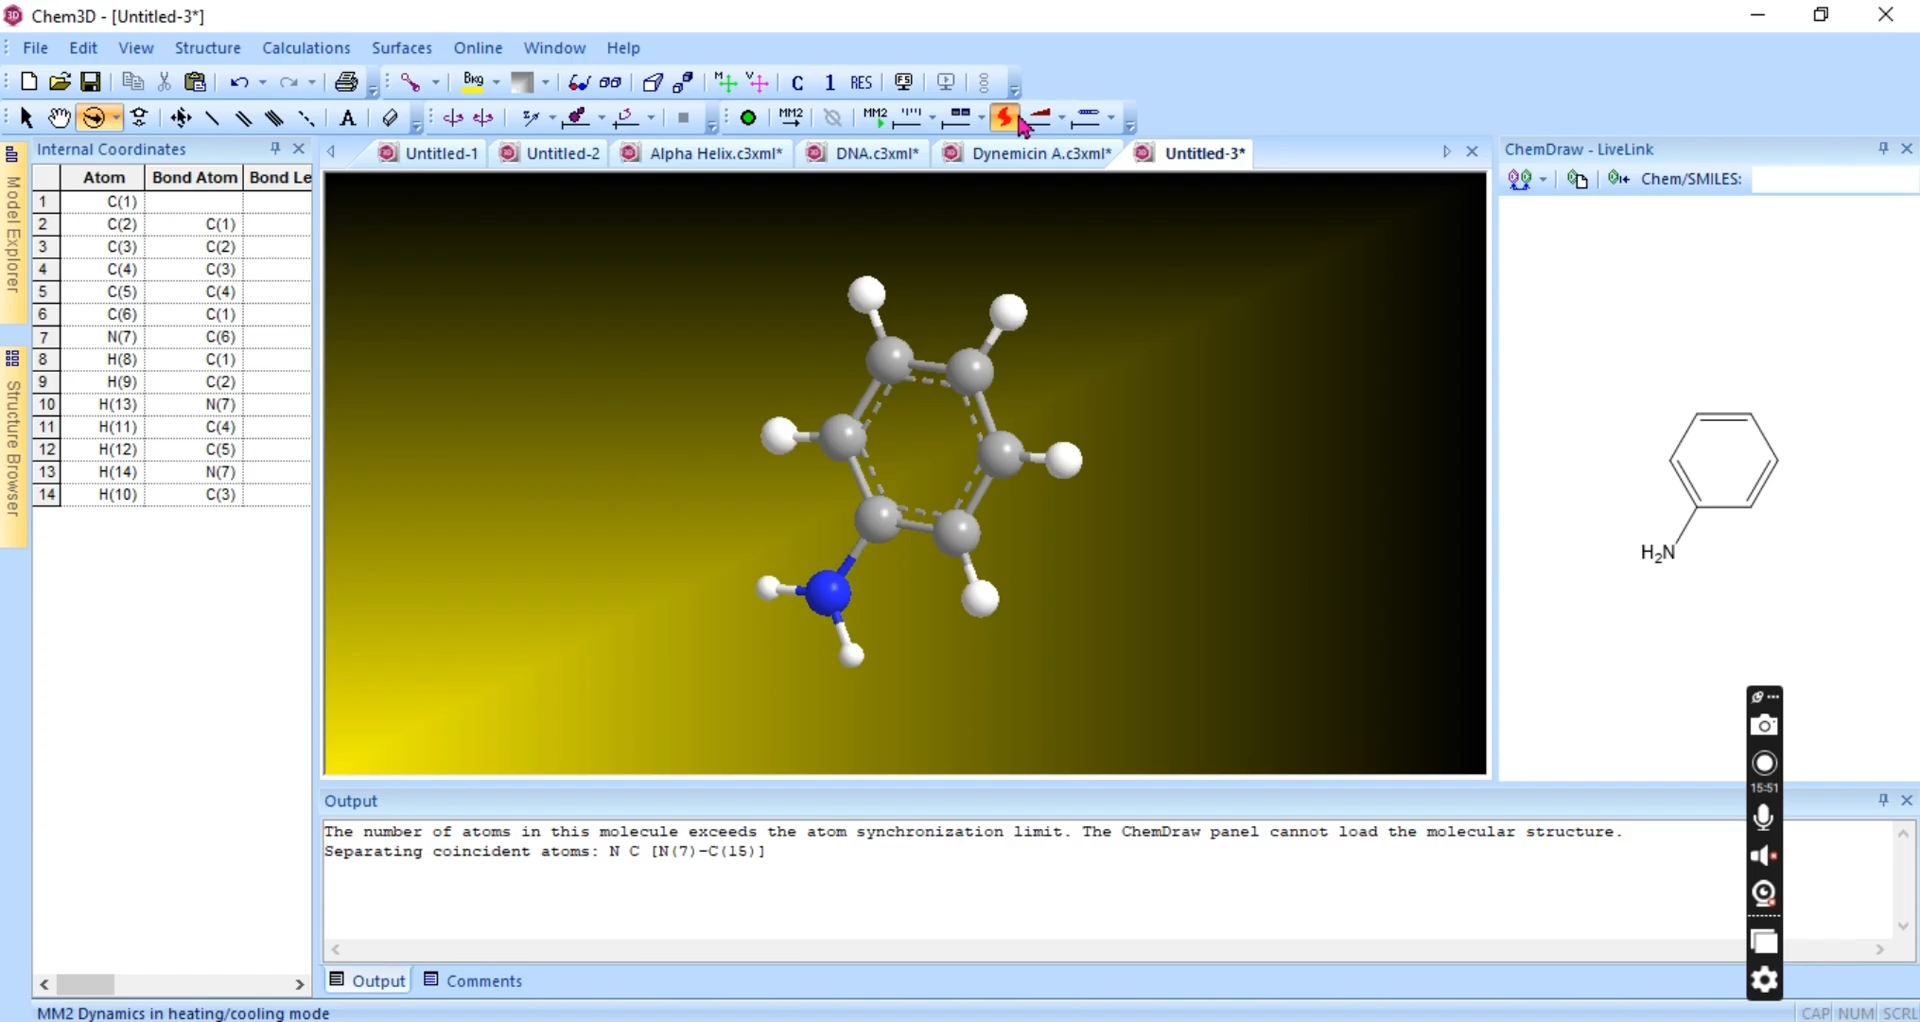 Chem3D - [Untitled-3*]
File Edit View Structure Calculations Surfaces Online Window Help
Bkg M V C 1 RES F5
A MM2 MM2
Internal Coordinates
Untitled-1 Untitled-2 Alpha Helix.c3xml* DNA.c3xml* Dynemicin A.c3xml* Untitled-3*
ChemDraw - LiveLink
Chem/SMILES:
Model Explorer
Structure Browser
Atom Bond Atom Bond Le
1 C(1)
2 C(2) C(1)
3 C(3) C(2)
4 C(4) C(3)
5 C(5) C(4)
6 C(6) C(1)
7 N(7) C(6)
8 H(8) C(1)
9 H(9) C(2)
10 H(13) N(7)
11 H(11) C(4)
12 H(12) C(5)
13 H(14) N(7)
14 H(10) C(3)
H₂N
15:51
Output
The number of atoms in this molecule exceeds the atom synchronization limit. The ChemDraw panel cannot load the molecular structure.
Separating coincident atoms: N C [N(7)-C(15)]
Output Comments
MM2 Dynamics in heating/cooling mode
CAP NUM SCRL